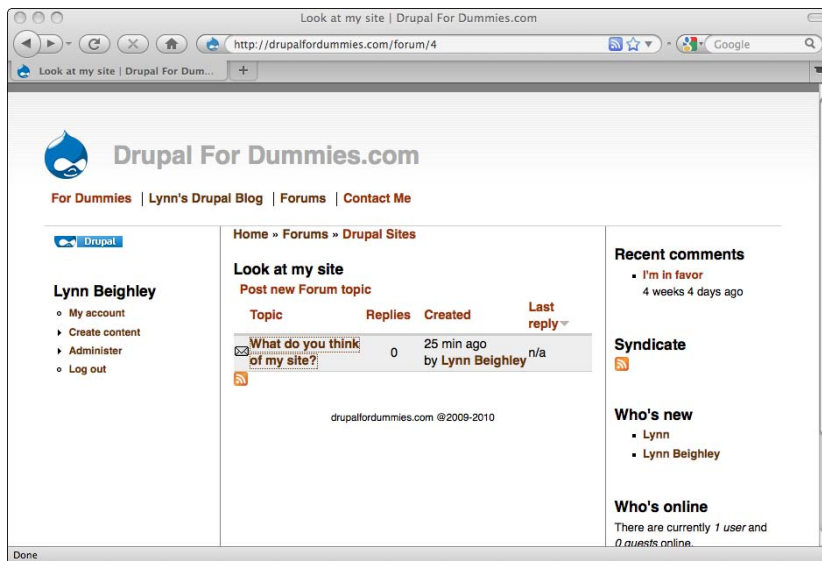 Look at my site | Drupal For Dummies.com
http://drupalfordummies.com/forum/4
Google
Look at my site | Drupal For Dum...
Drupal For Dummies.com
For Dummies | Lynn's Drupal Blog | Forums | Contact Me
Drupal
Lynn Beighley
My account
Create content
Administer
Log out
Home » Forums » Drupal Sites
Look at my site
Post new Forum topic
Topic Replies Created Last reply
What do you think of my site? 0 25 min ago by Lynn Beighley n/a
drupalfordummies.com @2009-2010
Recent comments
I'm in favor
4 weeks 4 days ago
Syndicate
Who's new
Lynn
Lynn Beighley
Who's online
There are currently 1 user and
0 guests online.
Done